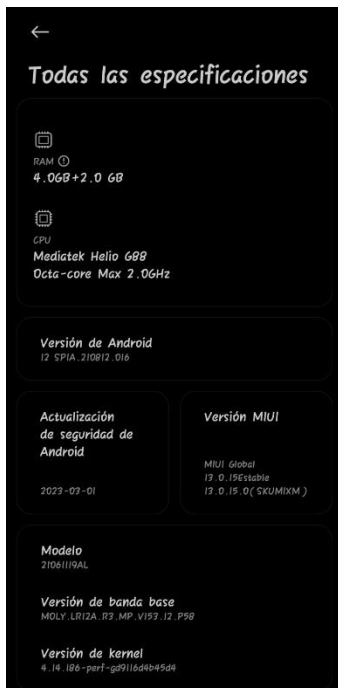 Todas las especificaciones
RAM
4.0GB+2.0 GB
CPU
Mediatek Helio G88
Octa-core Max 2.0GHz
Versión de Android
12 SP1A.210812.016
Actualización
de seguridad de
Android
2023-03-01
Versión MIUI
MIUI Global
13.0.15Estable
13.0.15.0(SKUMIXM)
Modelo
21061119AL
Versión de banda base
MOLY.LR12A.R3.MP.V153.12.P58
Versión de kernel
4.14.186-perf-gd9116d4b45d4